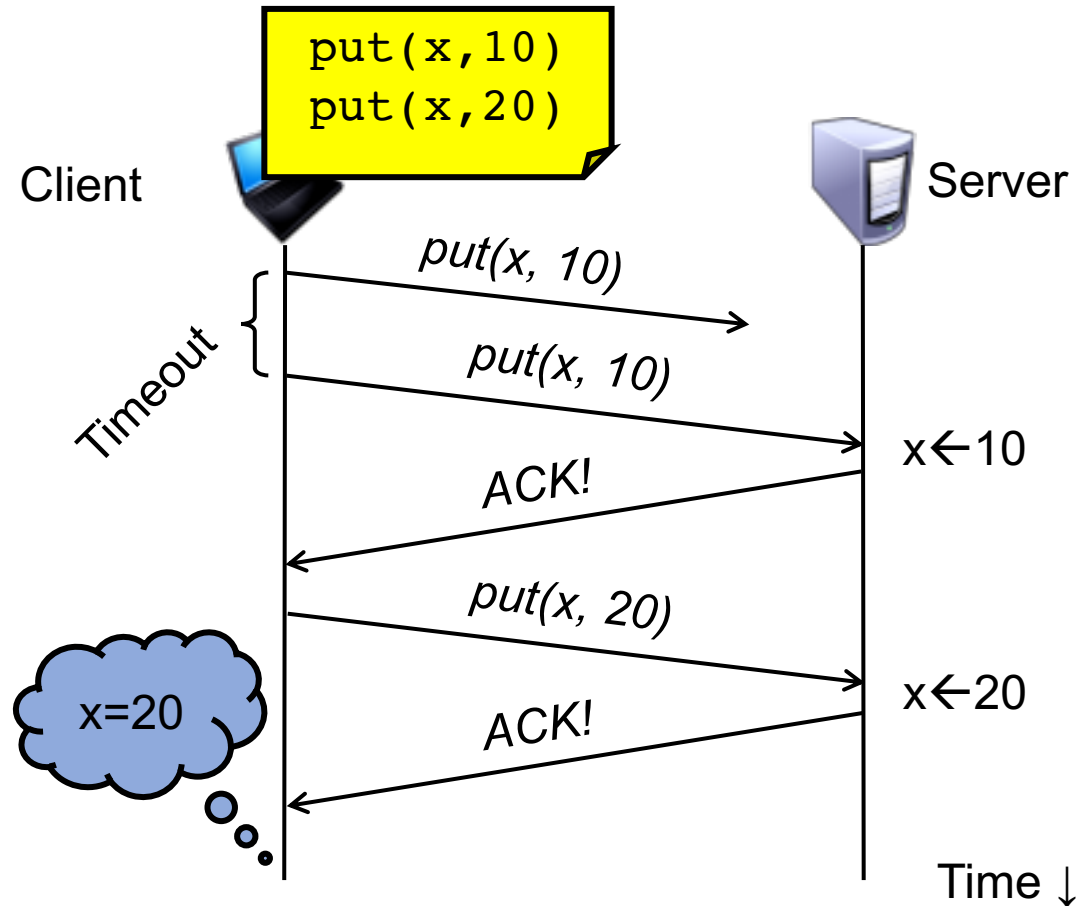 put(x,10)
put(x,20)
Client
Server
put(x, 10)
Timeout
put(x, 10)
x←10
ACK!
put(x, 20)
x=20
x←20
ACK!
Time ↓